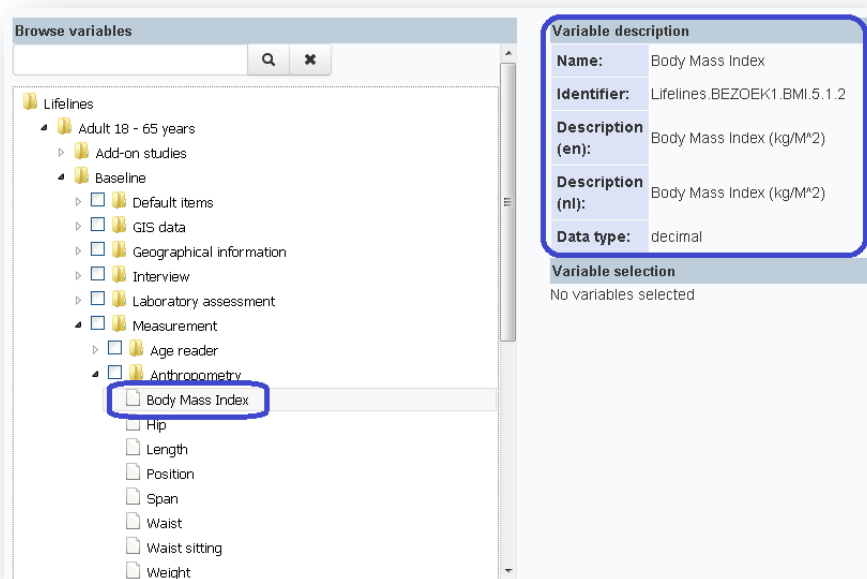 Browse variables
Lifelines
Adult 18 - 65 years
Add-on studies
Baseline
Default items
GIS data
Geographical information
Interview
Laboratory assessment
Measurement
Age reader
Anthropometry
Body Mass Index
Hip
Length
Position
Span
Waist
Waist sitting
Weight
Variable description
Name: Body Mass Index
Identifier: Lifelines.BEZOEK1.BMI.5.1.2
Description
(en): Body Mass Index (kg/M^2)
Description
(nl): Body Mass Index (kg/M^2)
Data type: decimal
Variable selection
No variables selected